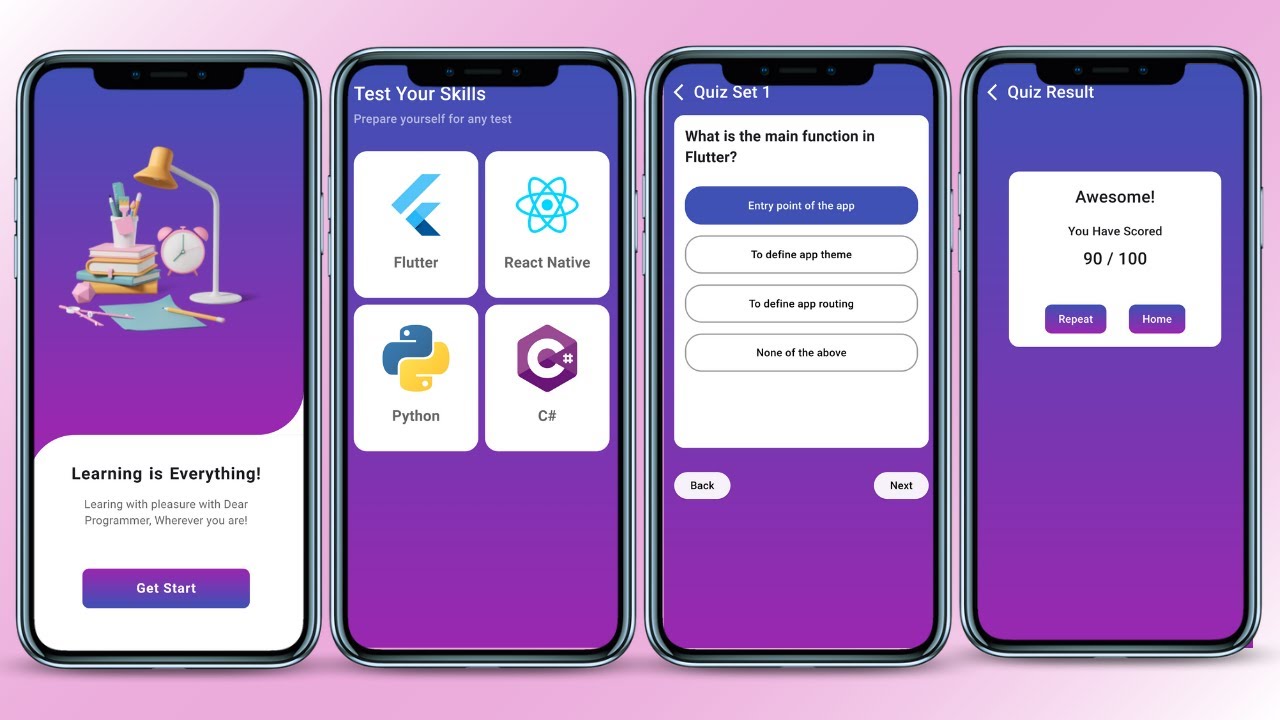 Learning is Everything!
Learing with pleasure with Dear
Programmer, Wherever you are!
Get Start
Test Your Skills
Prepare yourself for any test
Flutter
React Native
Python
C#
C#
Quiz Set 1
What is the main function in
Flutter?
Entry point of the app
To define app theme
To define app routing
None of the above
Back
Next
Quiz Result
Awesome!
You Have Scored
90 / 100
Repeat
Home